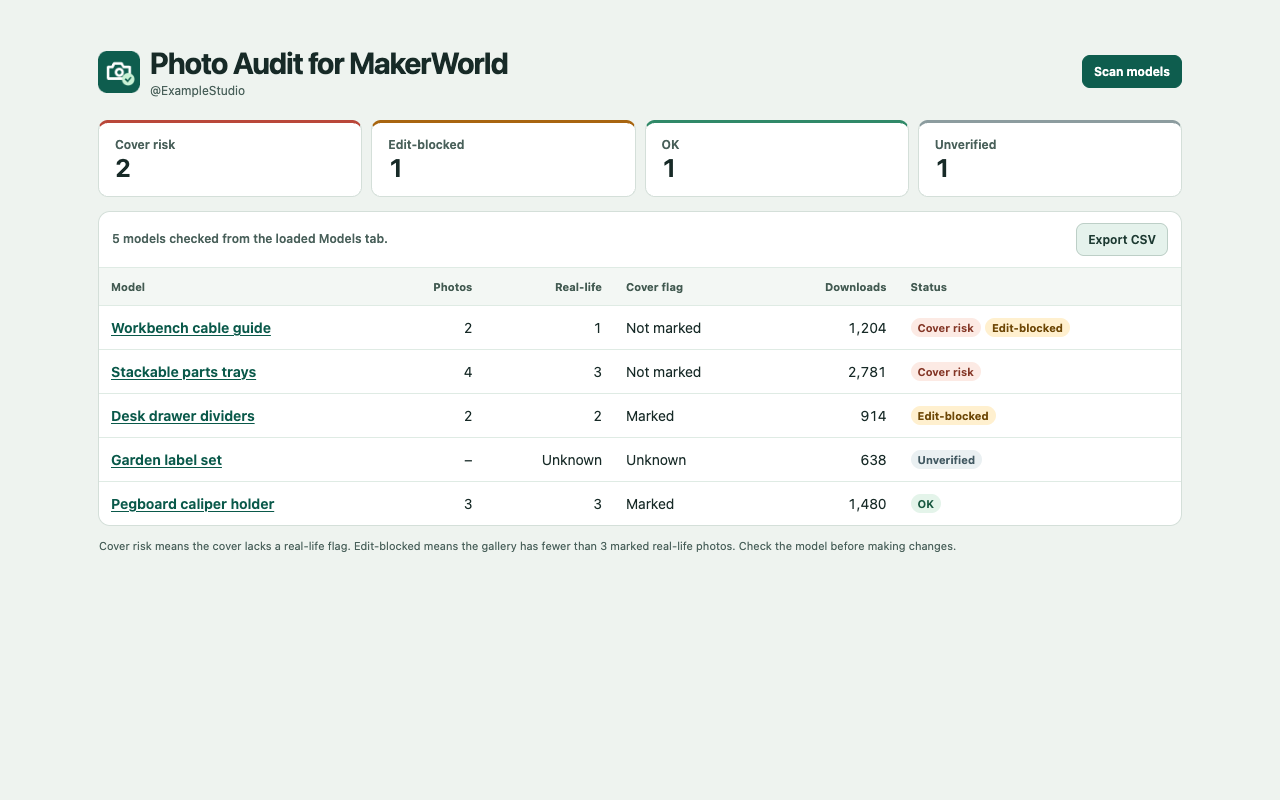 Photo Audit for MakerWorld
@ExampleStudio
Scan models
Cover risk
2
Edit-blocked
1
OK
1
Unverified
1
5 models checked from the loaded Models tab.
Export CSV
Model Photos Real-life Cover flag Downloads Status
Workbench cable guide 2 1 Not marked 1,204 Cover risk Edit-blocked
Stackable parts trays 4 3 Not marked 2,781 Cover risk
Desk drawer dividers 2 2 Marked 914 Edit-blocked
Garden label set – Unknown Unknown 638 Unverified
Pegboard caliper holder 3 3 Marked 1,480 OK
Cover risk means the cover lacks a real-life flag. Edit-blocked means the gallery has fewer than 3 marked real-life photos. Check the model before making changes.